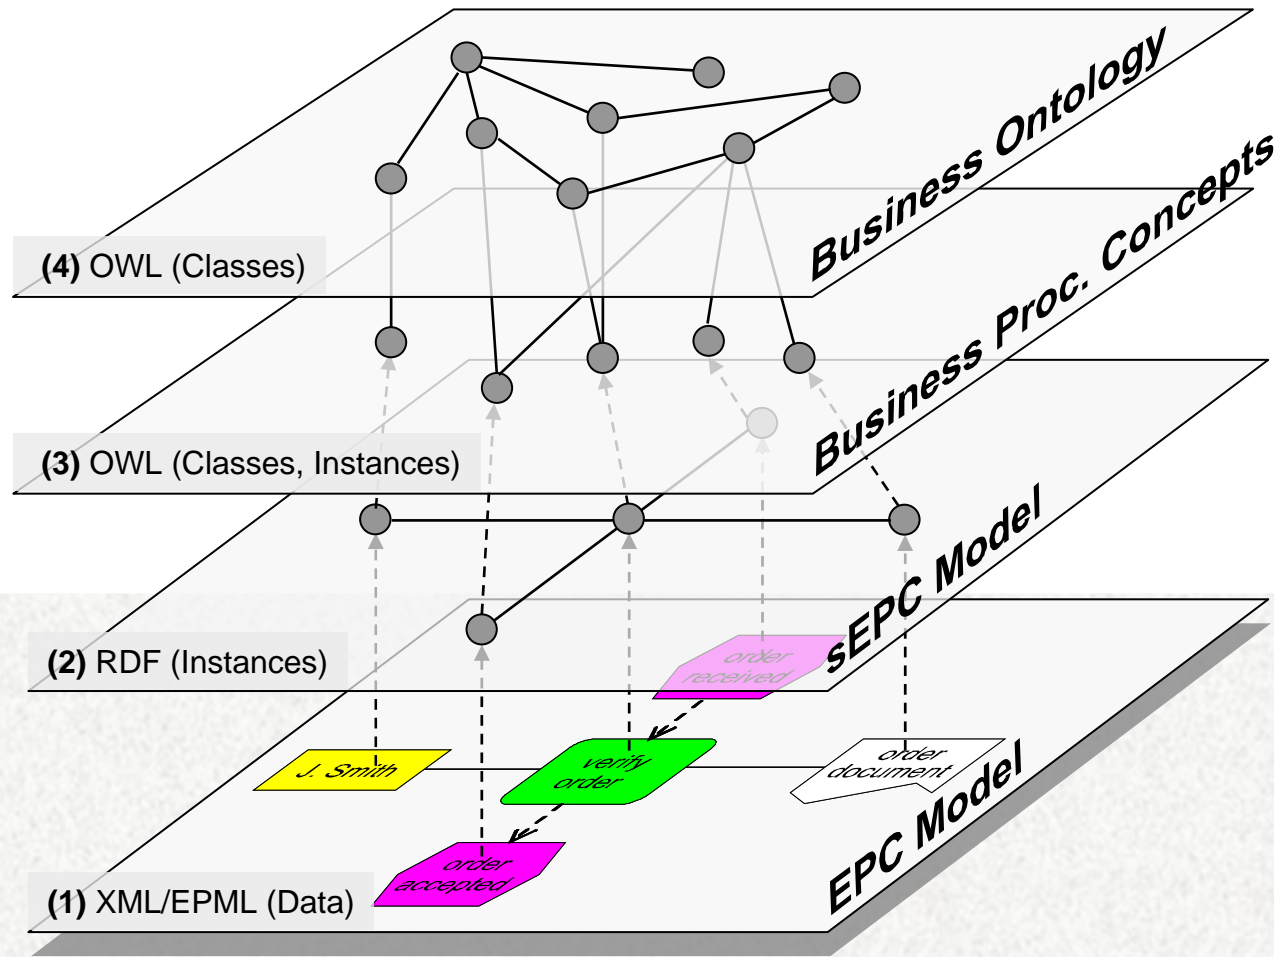 Business Ontology
(4) OWL (Classes)
Business Proc. Concepts
(3) OWL (Classes, Instances)
sEPC Model
(2) RDF (Instances)
order
received
J. Smith
verify
order
order
document
EPC Model
order
accepted
(1) XML/EPML (Data)